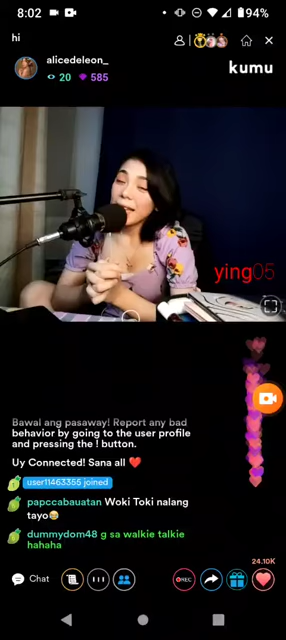 8:02
94%
hi
alicedeleon_
20 585
kumu
ying05
Bawal ang pasaway! Report any bad
behavior by going to the user profile
and pressing the ! button.
Uy Connected! Sana all ❤️
user11463355 joined
papccabauatan Woki Toki nalang
tayo😂
dummydom48 g sa walkie talkie
hahaha
24.10K
Chat
REC